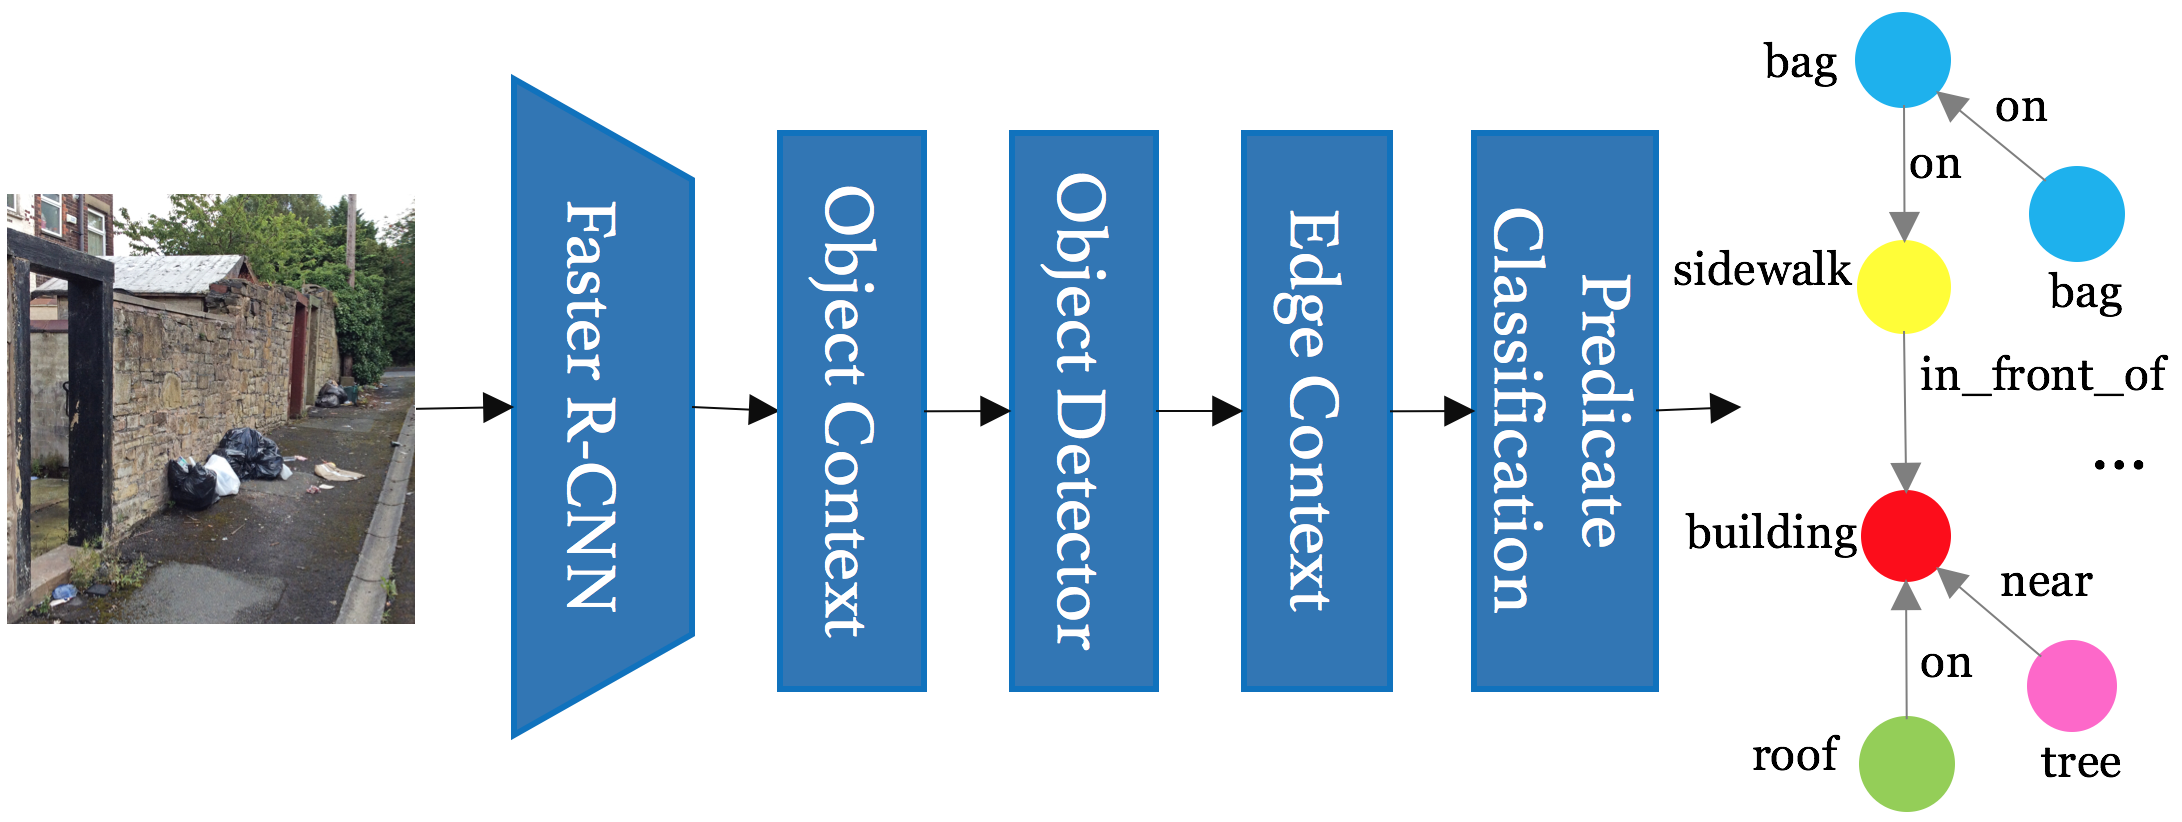 Faster R-CNN
Object Context
Object Detector
Edge Context
Predicate
Classification
bag
on
on
bag
sidewalk
in_front_of
...
building
near
on
roof
tree